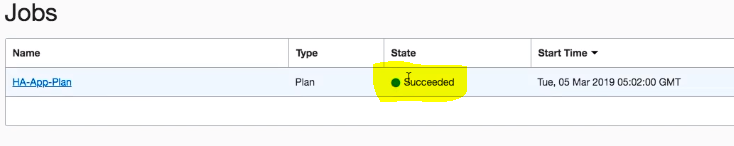 Jobs
Name Type State Start Time
HA-App-Plan Plan Succeeded Tue, 05 Mar 2019 05:02:00 GMT